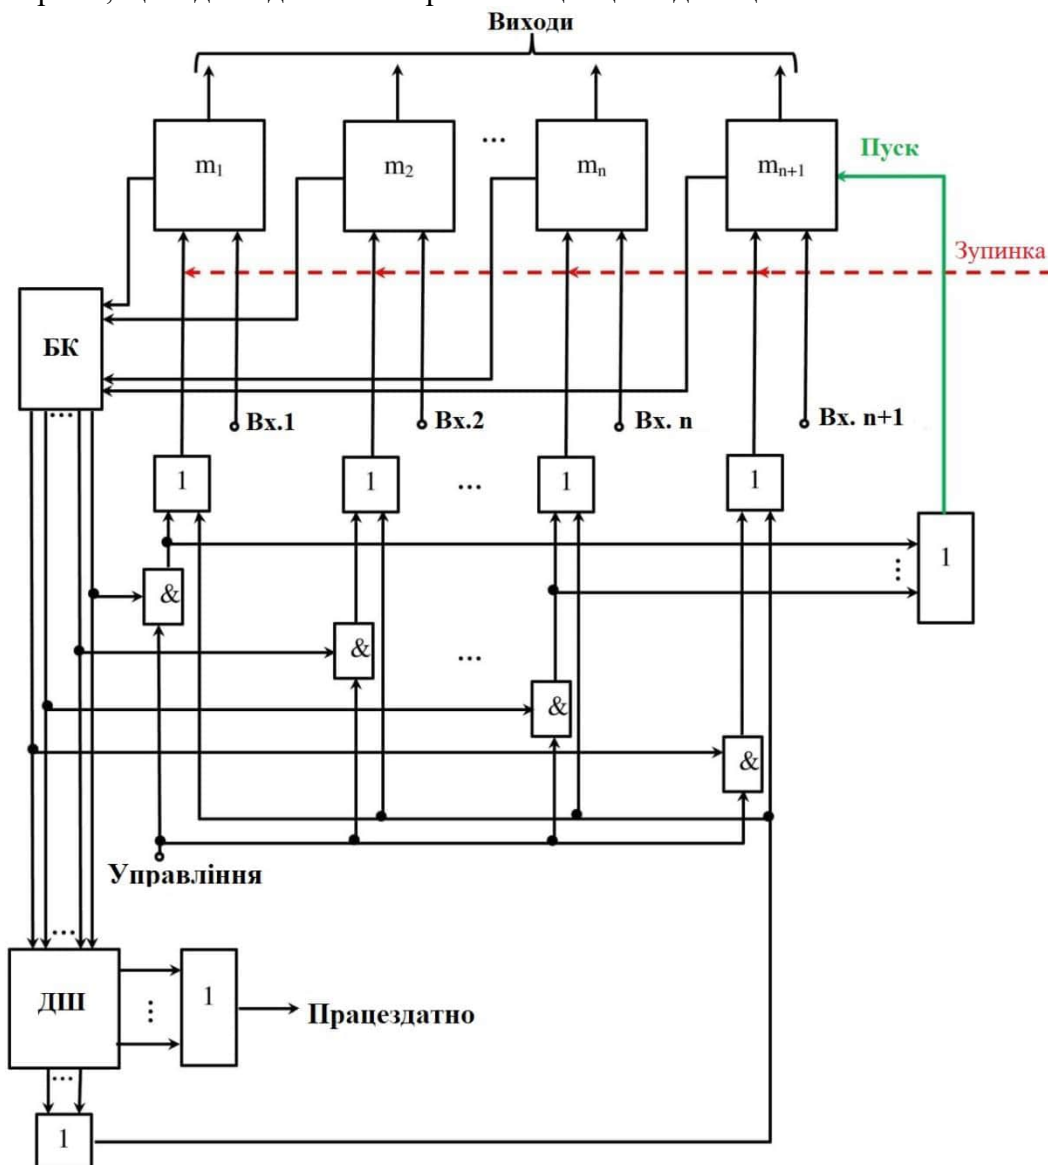 Виходи
m1
m2
...
mn
mn+1
Пуск
Зупинка
БК
...
Вх.1
Вх.2
Вх. n
Вх. n+1
1
1
...
1
1
1
...
&
&
...
&
&
Управління
...
ДШ
...
1
Працездатно
...
1